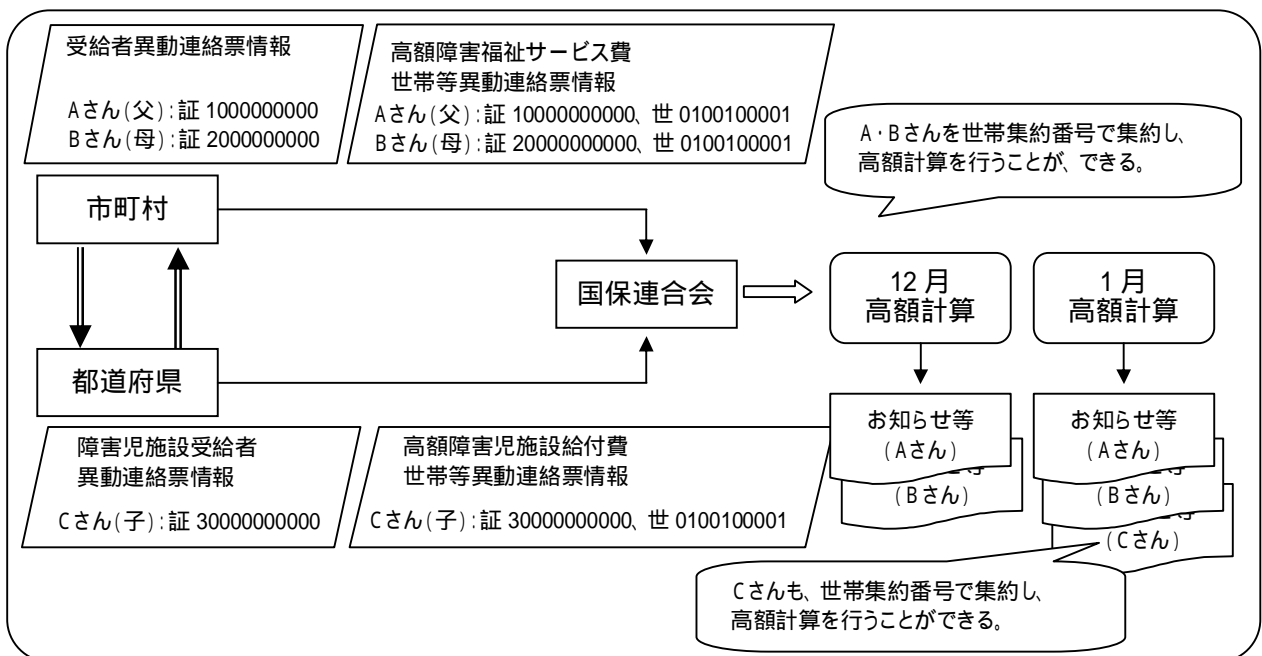 受給者異動連絡票情報
Aさん(父):証 1000000000
Bさん(母):証 2000000000
高額障害福祉サービス費
世帯等異動連絡票情報
Aさん(父):証 10000000000、世 0100100001
Bさん(母):証 20000000000、世 0100100001
A・Bさんを世帯集約番号で集約し、
高額計算を行うことが、できる。
市町村
国保連合会
12 月
高額計算
1 月
高額計算
都道府県
お知らせ等
(Aさん)
(Bさん)
お知らせ等
(Aさん)
(Bさん)
(Cさん)
障害児施設受給者
異動連絡票情報
Cさん(子):証 30000000000
高額障害児施設給付費
世帯等異動連絡票情報
Cさん(子):証 30000000000、世 0100100001
Cさんも、世帯集約番号で集約し、
高額計算を行うことができる。